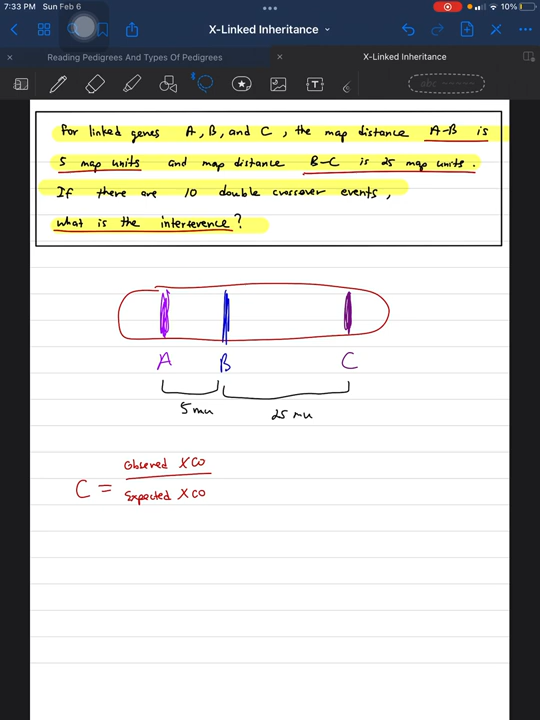 7:33 PM Sun Feb 6
10%
X-Linked Inheritance
Reading Pedigrees And Types Of Pedigrees
X-Linked Inheritance
abc
For linked genes A, B, and C, the map distance A-B is
5 map units and map distance B-C is 25 map units.
If there are 10 double crossover events,
what is the interference?
A B C
5 mu 25 mu
C = Observed XCO
Expected XCO